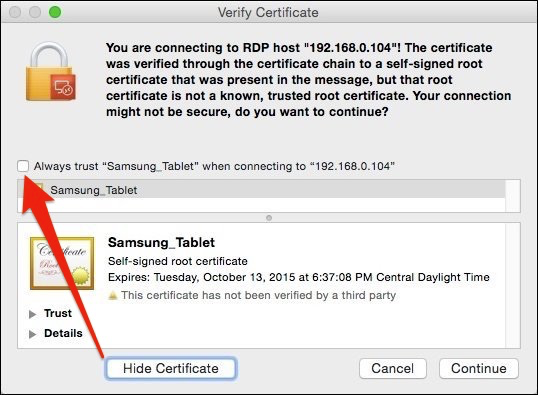 Verify Certificate
You are connecting to RDP host "192.168.0.104"! The certificate
was verified through the certificate chain to a self-signed root
certificate that was present in the message, but that root
certificate is not a known, trusted root certificate. Your connection
might not be secure, do you want to continue?
Always trust “Samsung_Tablet” when connecting to “192.168.0.104”
Samsung_Tablet
Samsung_Tablet
Self-signed root certificate
Expires: Tuesday, October 13, 2015 at 6:37:08 PM Central Daylight Time
This certificate has not been verified by a third party
Trust
Details
Hide Certificate
Cancel
Continue